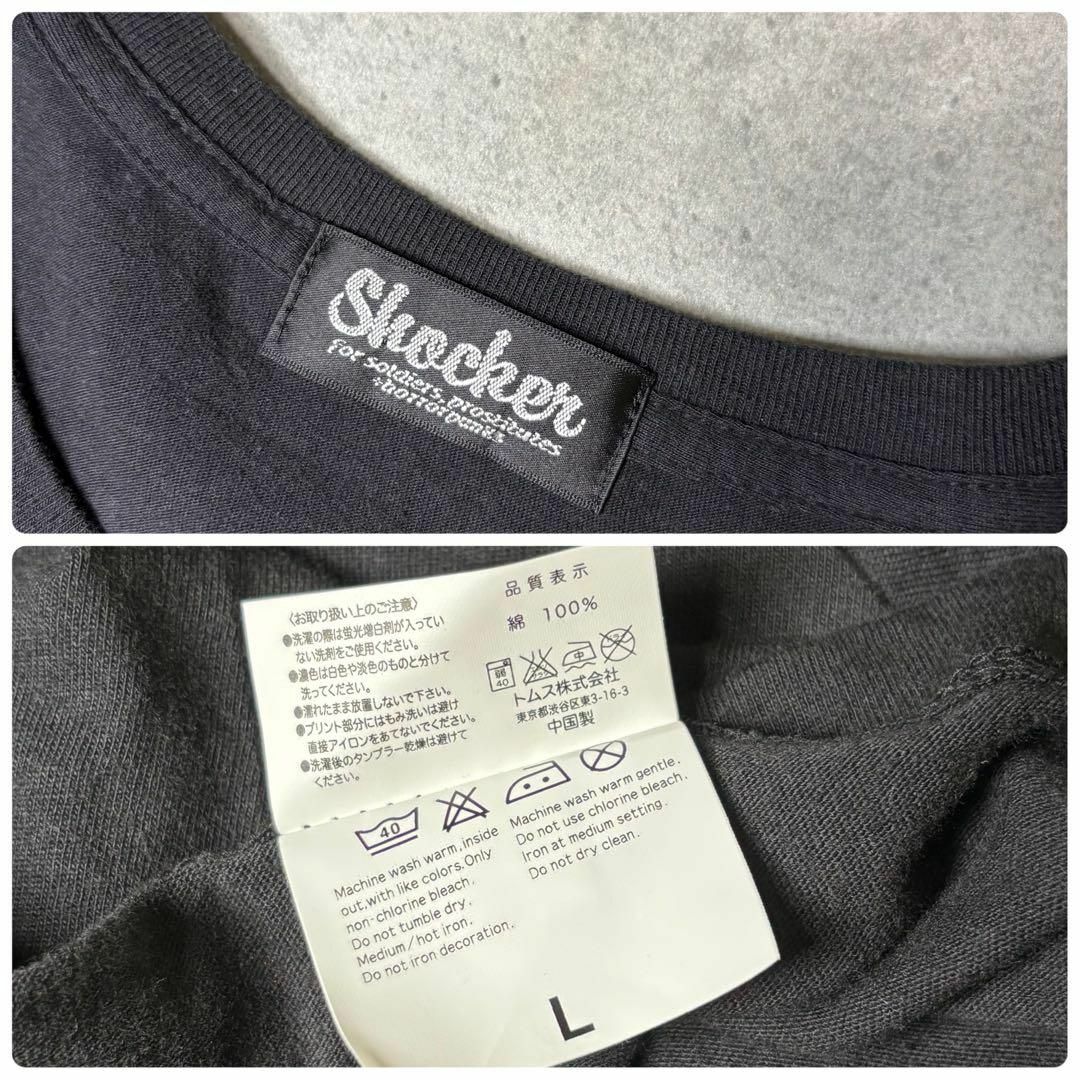 Shocker
for soldiers, prostitutes
+horrorpunks
〈お取り扱い上のご注意〉
●洗濯の際は蛍光増白剤が入ってい
ない洗剤をご使用ください。
●濃色は白色や淡色のものと分けて
洗ってください。
●濡れたまま放置しないで下さい。
●プリント部分にはもみ洗いは避け
直接アイロンをあてないでください。
●洗濯後のタンブラー乾燥は避けて
ください。
品質表示
綿 100%
弱
40
中
トムス株式会社
東京都渋谷区東3-16-3
中国製
40
Machine wash warm, inside
out, with like colors. Only
non-chlorine bleach.
Do not tumble dry.
Medium/hot iron.
Do not iron decoration.
Machine wash warm gentle.
Do not use chlorine bleach.
Iron at medium setting.
Do not dry clean.
L